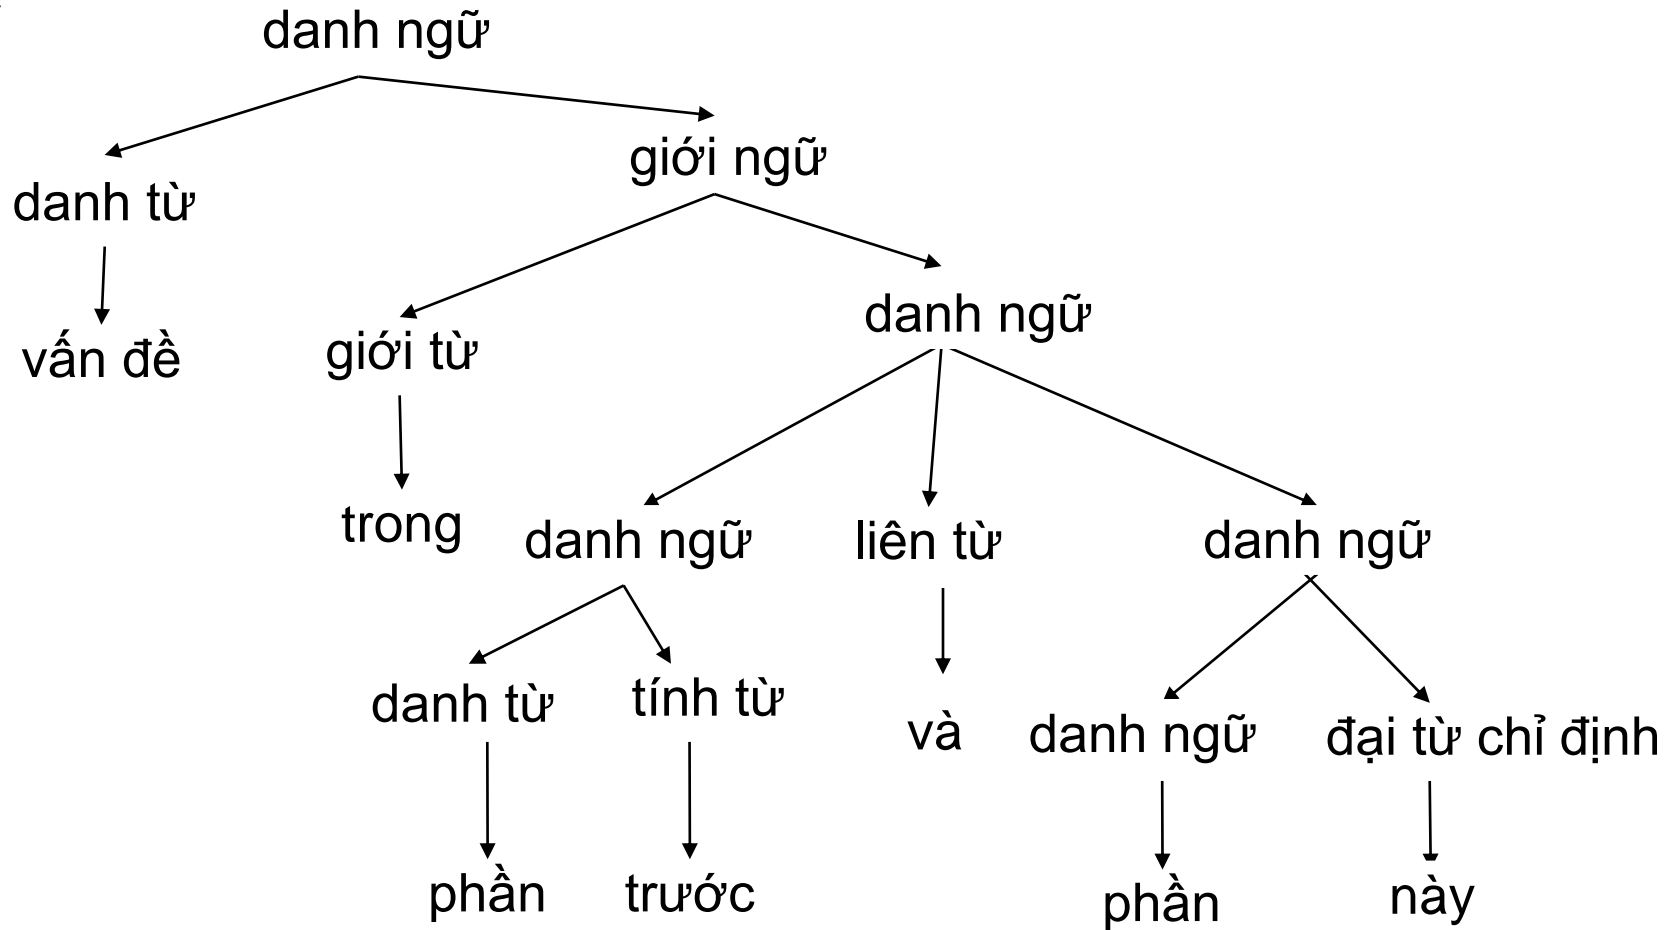 danh ngữ
giới ngữ
danh từ
danh ngữ
vấn đề
giới từ
trong
danh ngữ
liên từ
danh ngữ
danh từ
tính từ
và
danh ngữ
đại từ chỉ định
phần
trước
phần
này